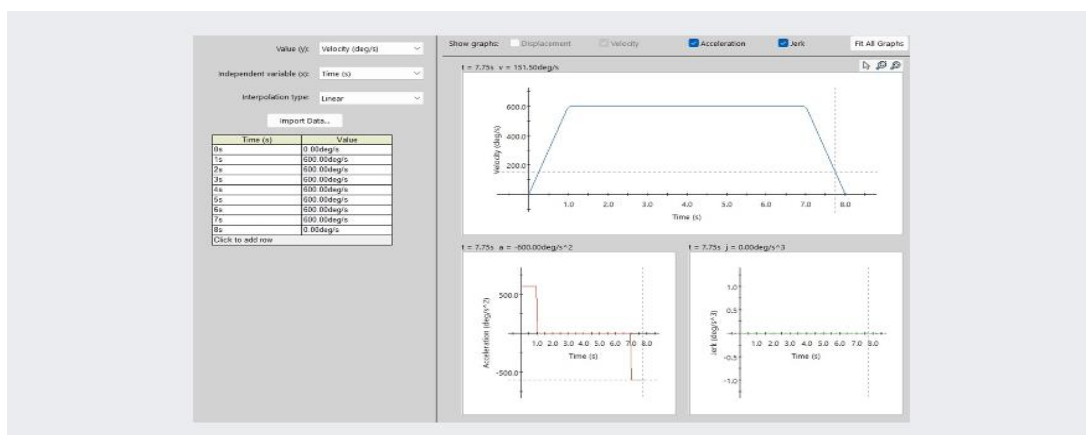 Value (y): Velocity (deg/s)
Independent variable (x): Time (s)
Interpolation type: Linear
Import Data...
Time (s) Value
0s 0.00deg/s
1s 600.00deg/s
2s 600.00deg/s
3s 600.00deg/s
4s 600.00deg/s
5s 600.00deg/s
6s 600.00deg/s
7s 600.00deg/s
8s 0.00deg/s
Click to add row
Show graphs: Displacement Velocity Acceleration Jerk Fit All Graphs
t = 7.75s v = 151.50deg/s
Velocity (deg/s)
600.0
400.0
200.0
1.0 2.0 3.0 4.0 5.0 6.0 7.0 8.0
Time (s)
t = 7.75s a = -600.00deg/s^2
Acceleration (deg/s^2)
500.0
1.0 2.0 3.0 4.0 5.0 6.0 7.0 8.0
Time (s)
-500.0
t = 7.75s j = 0.00deg/s^3
Jerk (deg/s^3)
1.0
0.5
1.0 2.0 3.0 4.0 5.0 6.0 7.0 8.0
Time (s)
-0.5
-1.0